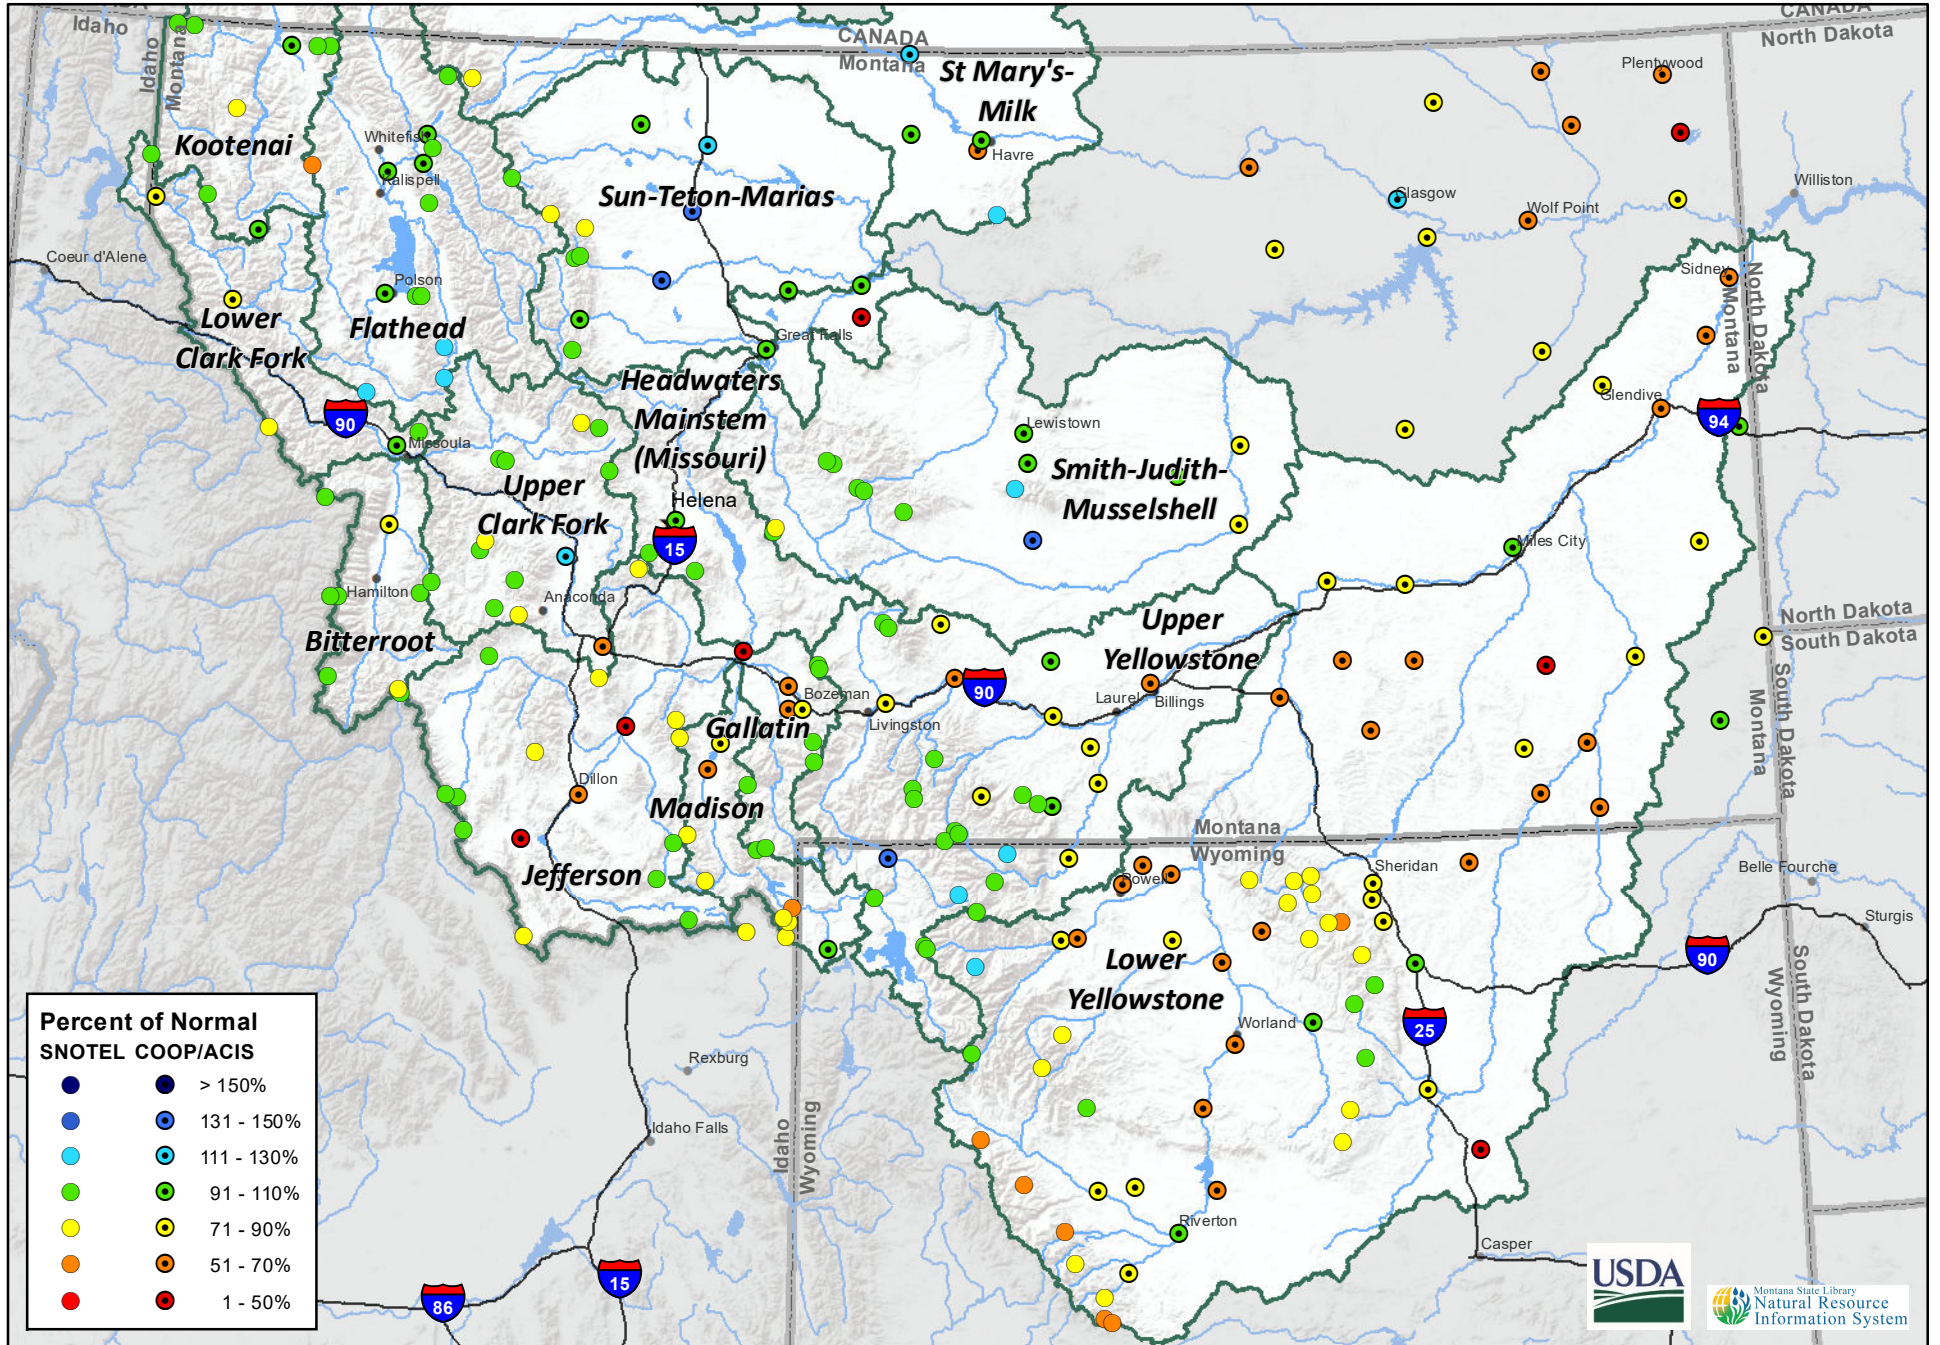 CANADA
Idaho
Idaho
Montana
CANADA
Montana
CANADA
North Dakota
St Mary's-
Milk
Plentywood
Kootenai
Whitefish
Kalispell
Havre
Sun-Teton-Marias
Glasgow
Wolf Point
Williston
Coeur d'Alene
Polson
Sidney
Montana
North Dakota
Lower
Clark Fork
Flathead
Great Falls
Headwaters
Mainstem
(Missouri)
Glendive
90
94
Missoula
Lewistown
Smith-Judith-
Musselshell
Upper
Clark Fork
Helena
15
Miles City
Hamilton
Anaconda
Bitterroot
Upper
Yellowstone
North Dakota
South Dakota
90
Bozeman
Livingston
Laurel
Billings
Gallatin
Montana
South Dakota
Dillon
Madison
Montana
Wyoming
Jefferson
Powell
Sheridan
Belle Fourche
Sturgis
Lower
Yellowstone
90
Wyoming
South Dakota
Worland
25
Percent of Normal
SNOTEL COOP/ACIS
> 150%
131 - 150%
111 - 130%
91 - 110%
71 - 90%
51 - 70%
1 - 50%
Rexburg
Idaho Falls
Idaho
Wyoming
Riverton
Casper
86
15
USDA
Montana State Library
Natural Resource
Information System